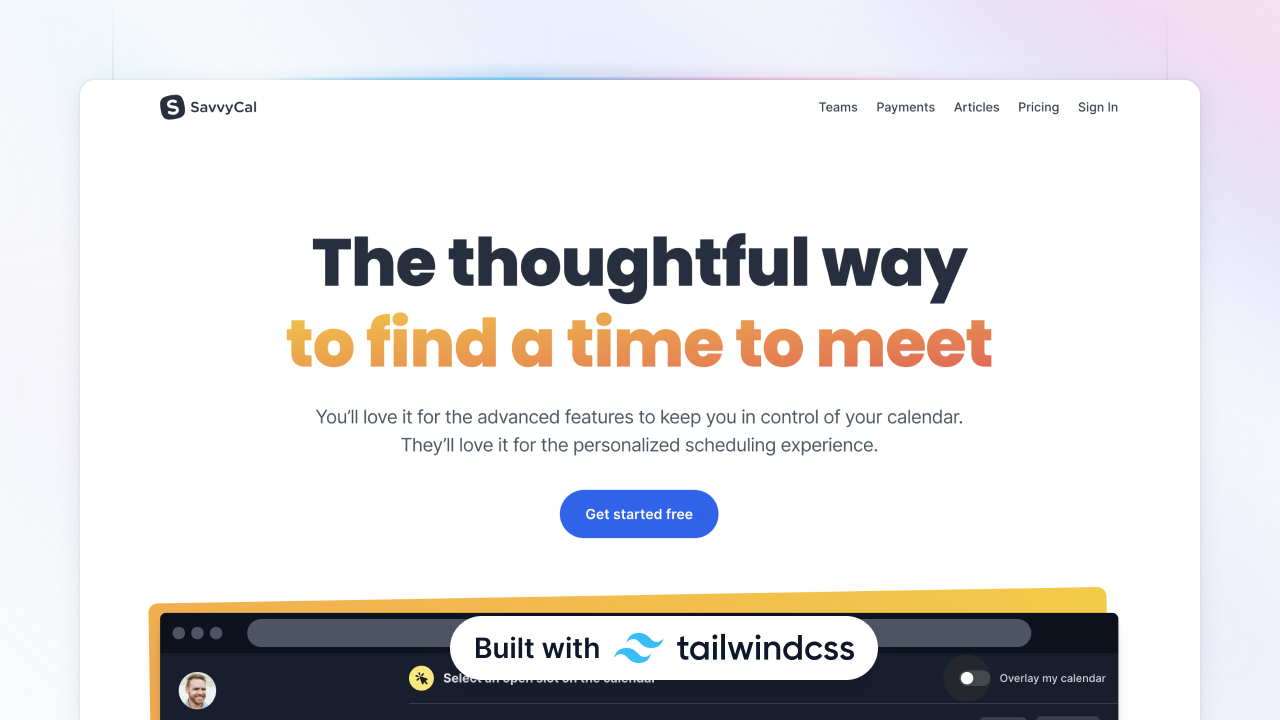 S SavvyCal
Teams Payments Articles Pricing Sign In
The thoughtful way
to find a time to meet
You’ll love it for the advanced features to keep you in control of your calendar.
They’ll love it for the personalized scheduling experience.
Get started free
Built with tailwindcss
Select an open slot on the calendar
Overlay my calendar